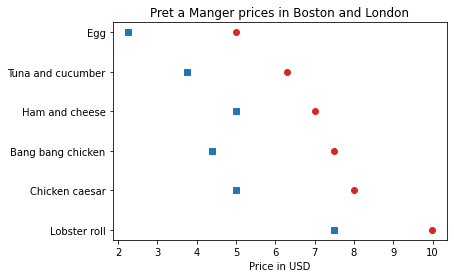 Pret a Manger prices in Boston and London
Egg
Tuna and cucumber
Ham and cheese
Bang bang chicken
Chicken caesar
Lobster roll
2 3 4 5 6 7 8 9 10
Price in USD